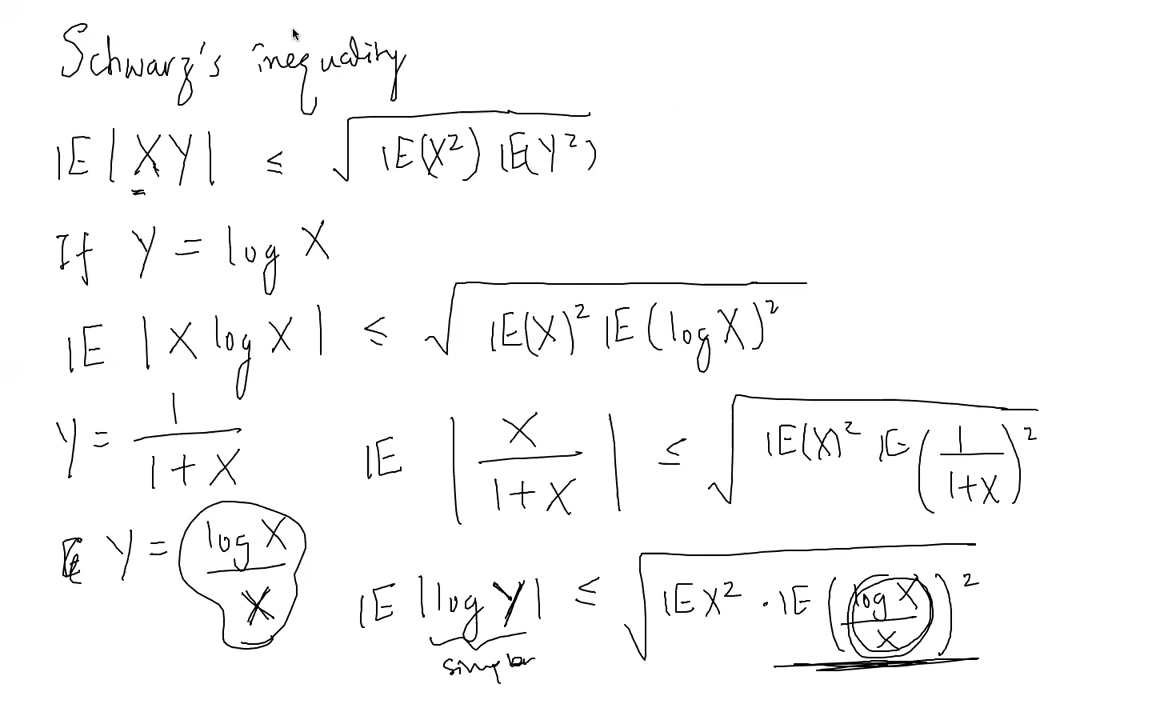 Schwarz's inequality
𝔼|XY| ≤ √(𝔼(X²) 𝔼(Y²))
If Y = log X
𝔼|X log X| ≤ √(𝔼(X)² 𝔼(log X)²)
Y = 1/(1+X) 𝔼|X/(1+X)| ≤ √(𝔼(X)² 𝔼(1/(1+X))²)
Y = log X/X 𝔼|log Y| ≤ √(𝔼X² · 𝔼(log X/X)²)
simpler